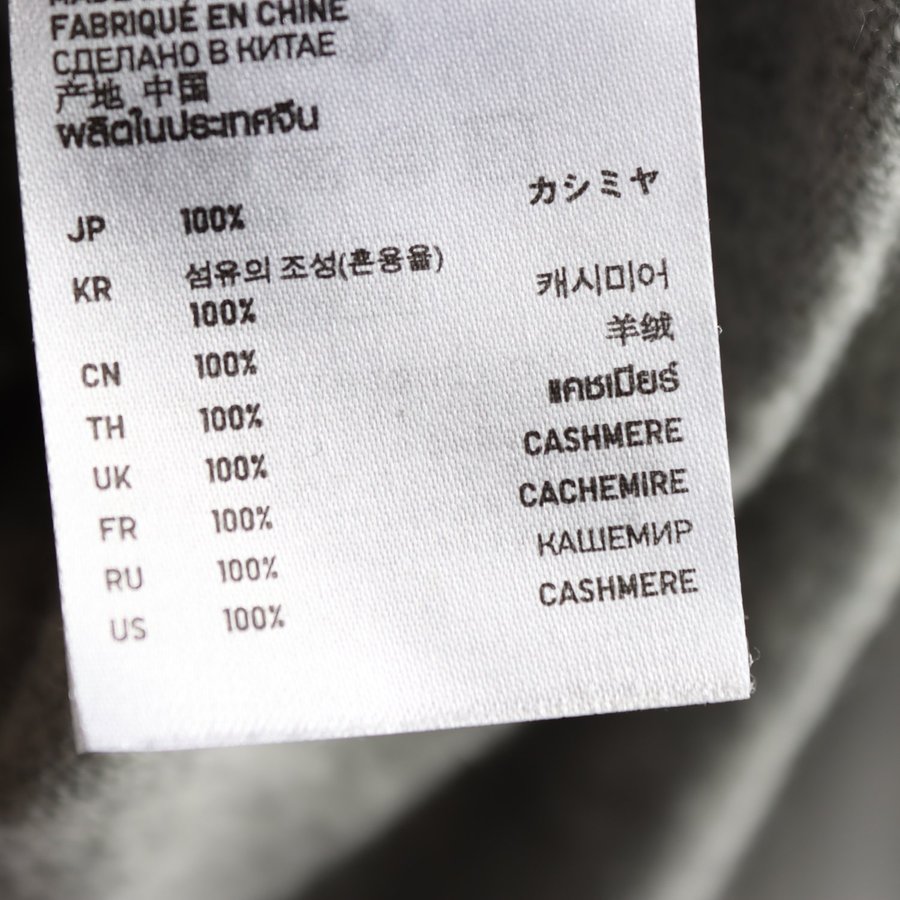 FABRIQUÉ EN CHINE
СДЕЛАНО В КИТАЕ
产地 中国
ผลิตในประเทศจีน
JP 100% カシミヤ
KR 섬유의 조성(혼용율)
100% 캐시미어
CN 100% 羊绒
TH 100% แคชเมียร์
UK 100% CASHMERE
FR 100% CACHEMIRE
RU 100% КАШЕМИР
US 100% CASHMERE